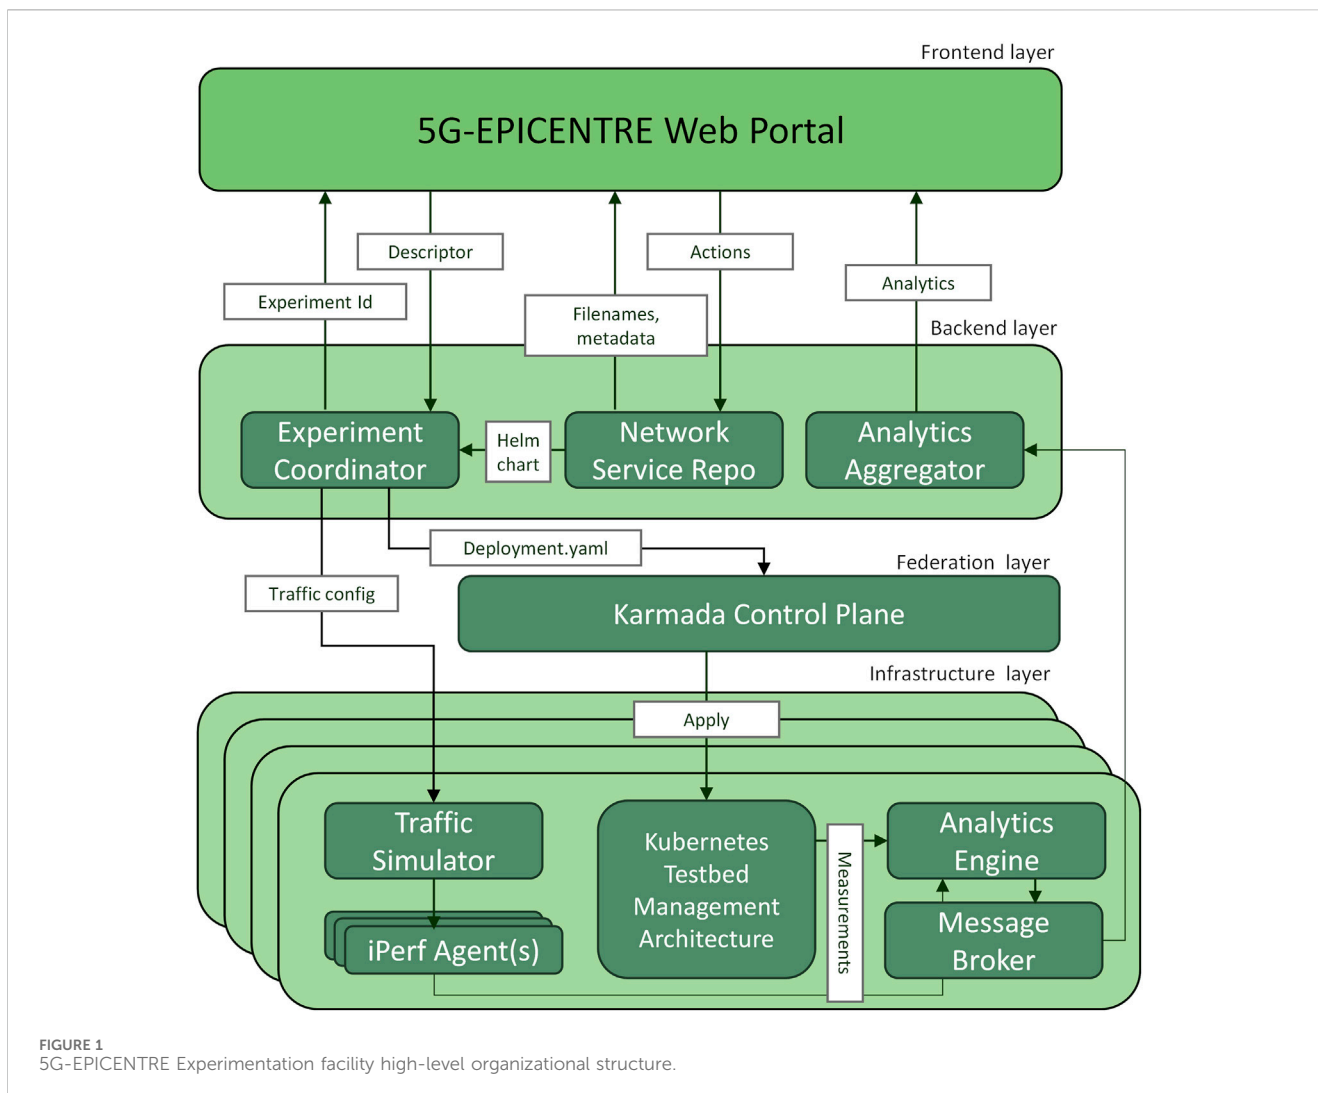 Frontend layer
5G-EPICENTRE Web Portal
Descriptor
Actions
Experiment Id
Analytics
Filenames,
metadata
Backend layer
Experiment
Coordinator
Helm
chart
Network
Service Repo
Analytics
Aggregator
Deployment.yaml
Federation layer
Traffic config
Karmada Control Plane
Infrastructure layer
Apply
Traffic
Simulator
Kubernetes
Testbed
Management
Architecture
Measurements
Analytics
Engine
iPerf Agent(s)
Message
Broker
FIGURE 1
5G-EPICENTRE Experimentation facility high-level organizational structure.